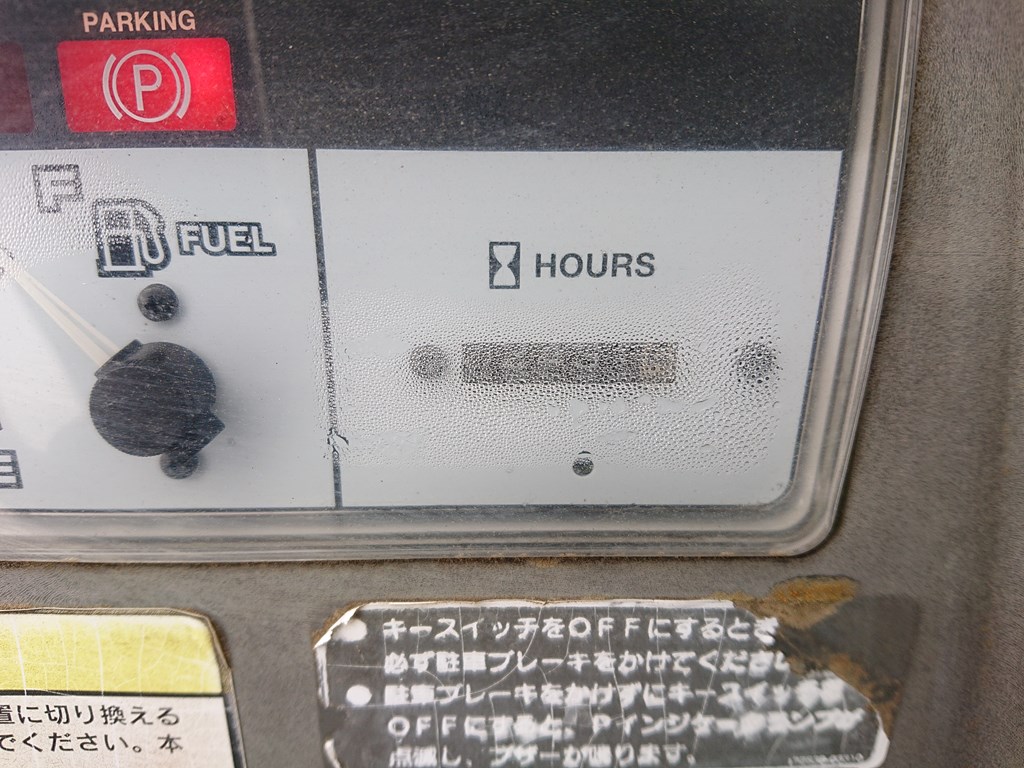 PARKING
P
F
FUEL
HOURS
E
● キースイッチをOFFにするとき
必ず駐車ブレーキをかけてください
● 駐車ブレーキをかけずにキースイッチを
OFFにすると、Pインジケータランプが
点滅し、ブザーが鳴ります。
置に切り換える
でください。本